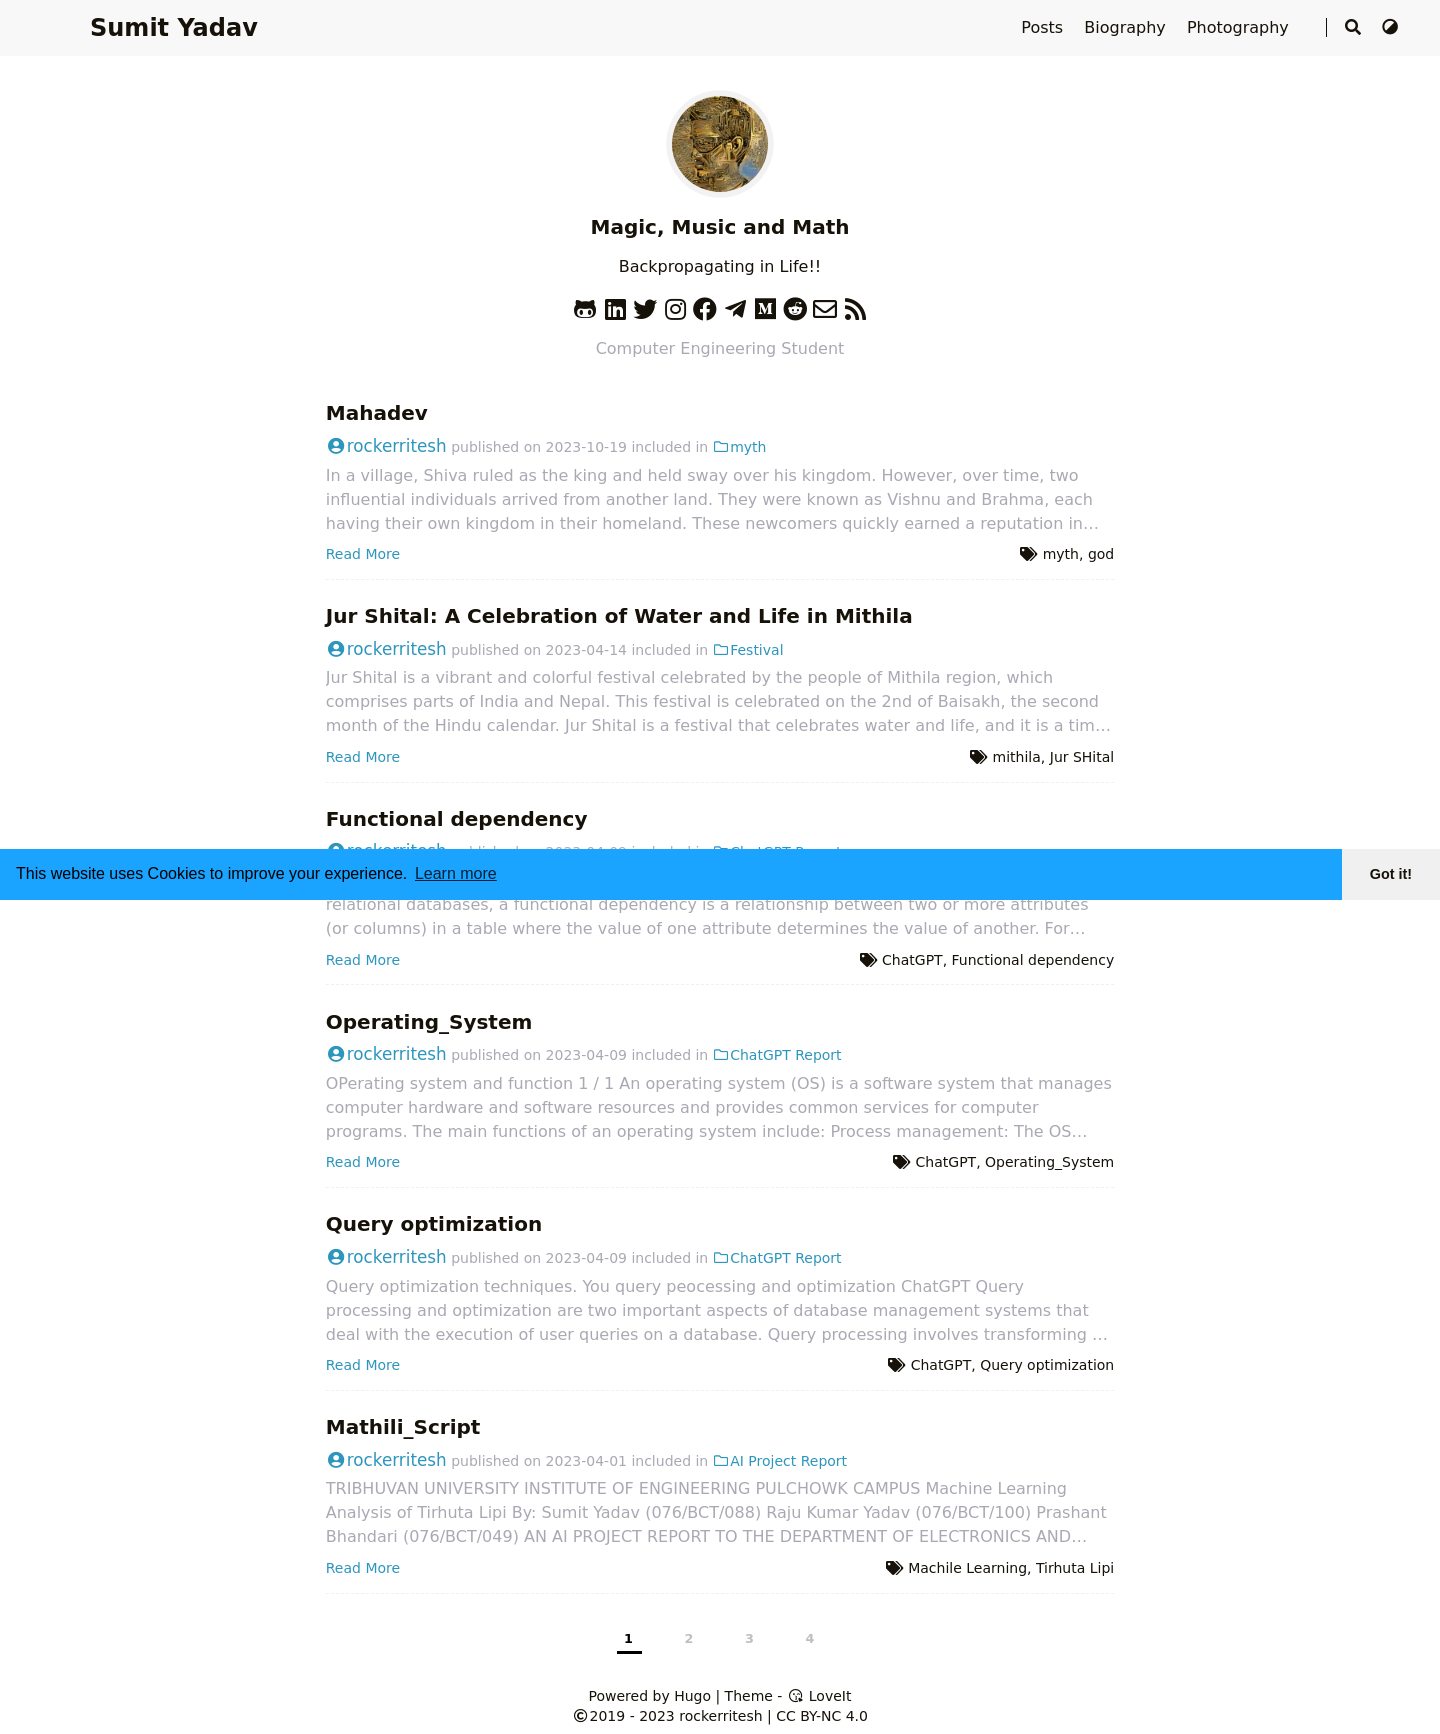 Sumit Yadav
Posts Biography Photography
Magic, Music and Math
Backpropagating in Life!!
Computer Engineering Student
Mahadev
rockerritesh published on 2023-10-19 included in myth
In a village, Shiva ruled as the king and held sway over his kingdom. However, over time, two
influential individuals arrived from another land. They were known as Vishnu and Brahma, each
having their own kingdom in their homeland. These newcomers quickly earned a reputation in...
Read More myth, god
Jur Shital: A Celebration of Water and Life in Mithila
rockerritesh published on 2023-04-14 included in Festival
Jur Shital is a vibrant and colorful festival celebrated by the people of Mithila region, which
comprises parts of India and Nepal. This festival is celebrated on the 2nd of Baisakh, the second
month of the Hindu calendar. Jur Shital is a festival that celebrates water and life, and it is a tim...
Read More mithila, Jur SHital
Functional dependency
This website uses Cookies to improve your experience. Learn more Got it!
relational databases, a functional dependency is a relationship between two or more attributes
(or columns) in a table where the value of one attribute determines the value of another. For...
Read More ChatGPT, Functional dependency
Operating_System
rockerritesh published on 2023-04-09 included in ChatGPT Report
OPerating system and function 1 / 1 An operating system (OS) is a software system that manages
computer hardware and software resources and provides common services for computer
programs. The main functions of an operating system include: Process management: The OS...
Read More ChatGPT, Operating_System
Query optimization
rockerritesh published on 2023-04-09 included in ChatGPT Report
Query optimization techniques. You query peocessing and optimization ChatGPT Query
processing and optimization are two important aspects of database management systems that
deal with the execution of user queries on a database. Query processing involves transforming ...
Read More ChatGPT, Query optimization
Mathili_Script
rockerritesh published on 2023-04-01 included in AI Project Report
TRIBHUVAN UNIVERSITY INSTITUTE OF ENGINEERING PULCHOWK CAMPUS Machine Learning
Analysis of Tirhuta Lipi By: Sumit Yadav (076/BCT/088) Raju Kumar Yadav (076/BCT/100) Prashant
Bhandari (076/BCT/049) AN AI PROJECT REPORT TO THE DEPARTMENT OF ELECTRONICS AND...
Read More Machile Learning, Tirhuta Lipi
1 2 3 4
Powered by Hugo | Theme - LoveIt
©2019 - 2023 rockerritesh | CC BY-NC 4.0